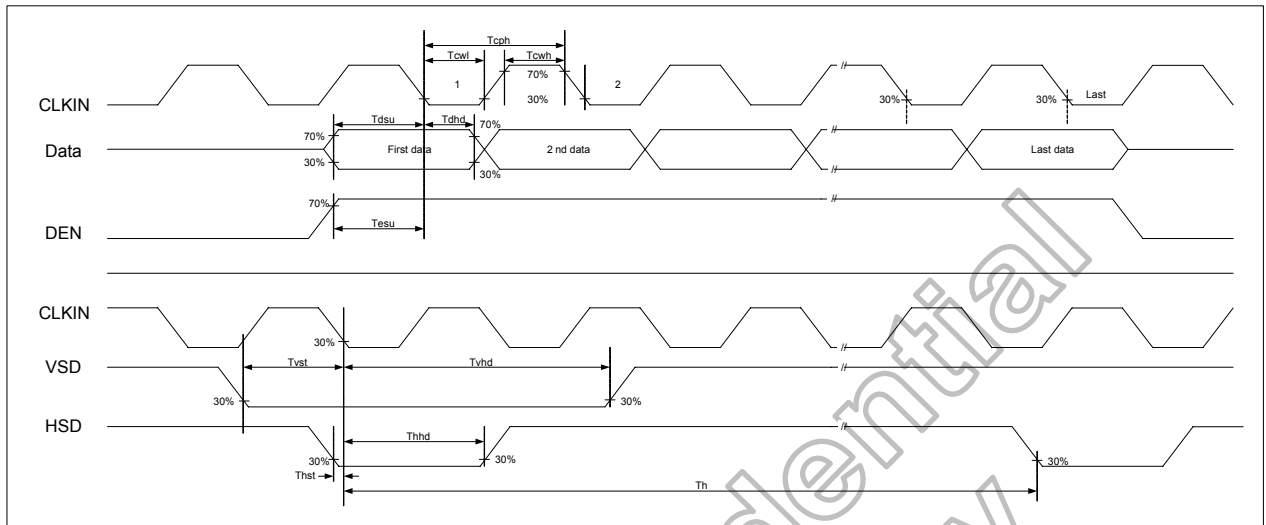 Tcph
Tcwl
Tcwh
1
70%
2
CLKIN
30%
30%
30%
Last
Tdsu
Tdhd
70%
70%
Data
First data
2 nd data
Last data
30%
30%
70%
DEN
Tesu
CLKIN
30%
Tvst
Tvhd
VSD
30%
30%
HSD
Thhd
30%
30%
30%
Thst
Th